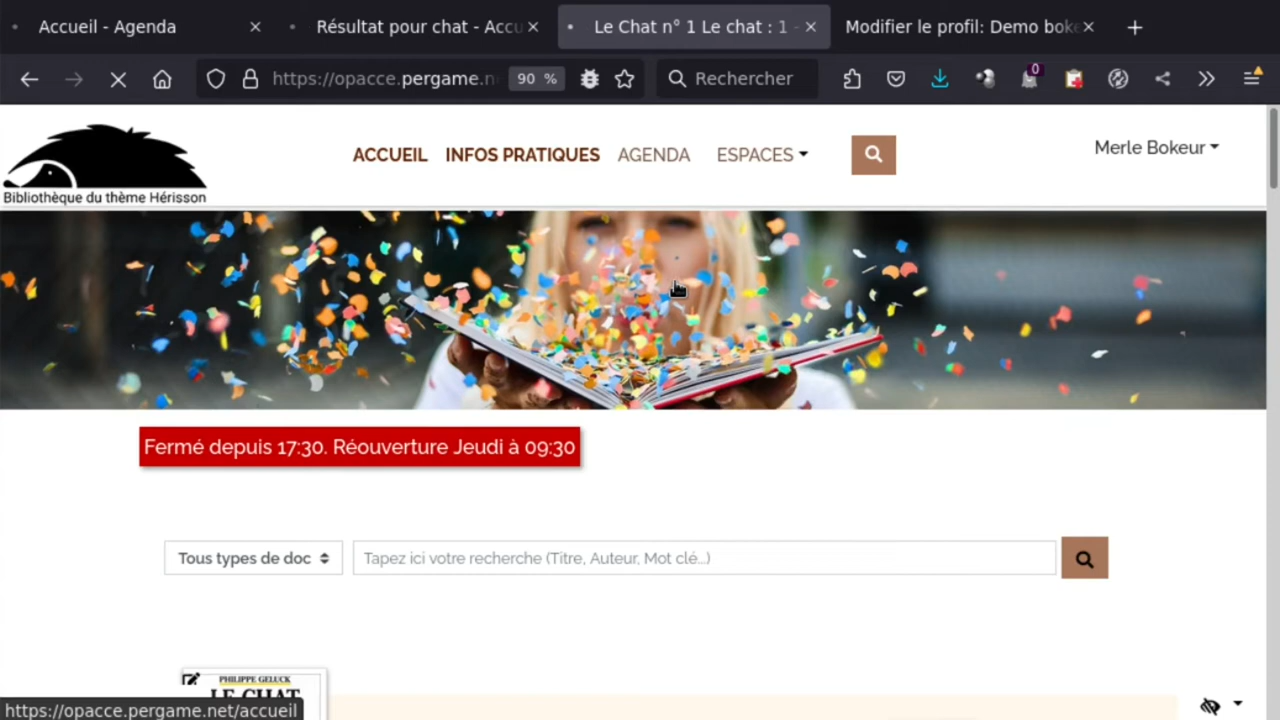 Accueil - Agenda
Résultat pour chat - Accu
Le Chat n° 1 Le chat : 1 -
Modifier le profil: Demo boke
https://opacce.pergame.n
90 %
Rechercher
0
Bibliothèque du thème Hérisson
ACCUEIL
INFOS PRATIQUES
AGENDA
ESPACES
Merle Bokeur
Fermé depuis 17:30. Réouverture Jeudi à 09:30
Tous types de doc
Tapez ici votre recherche (Titre, Auteur, Mot clé...)
PHILIPPE GELUCK
LE CHAT
https://opacce.pergame.net/accueil